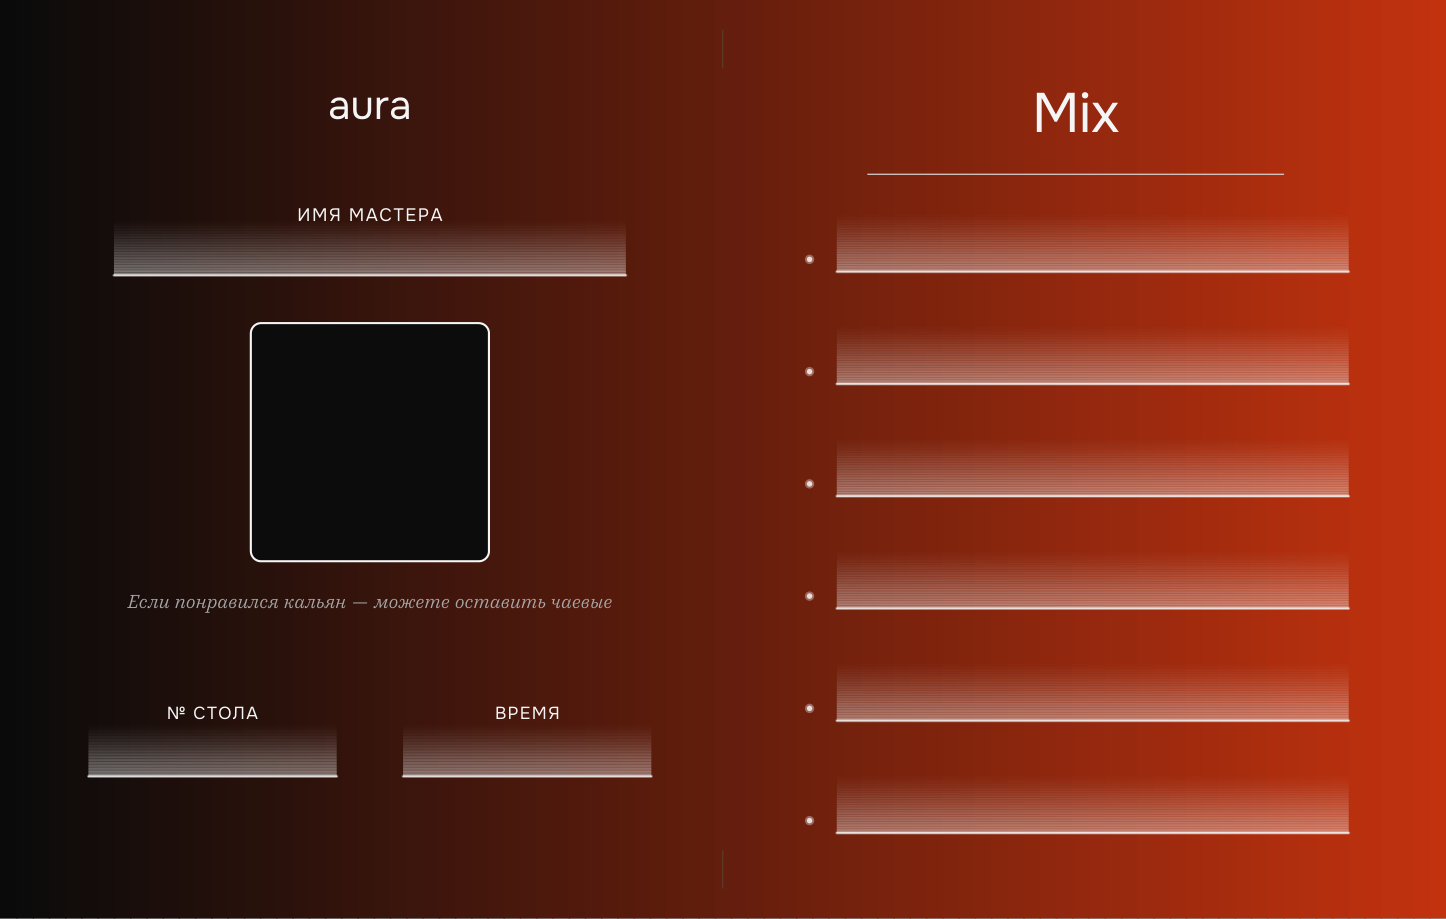 aura
ИМЯ МАСТЕРА
Если понравился кальян — можете оставить чаевые
№ СТОЛА
ВРЕМЯ
Mix